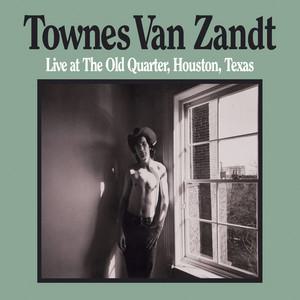 Townes Van Zandt
Live at The Old Quarter, Houston, Texas